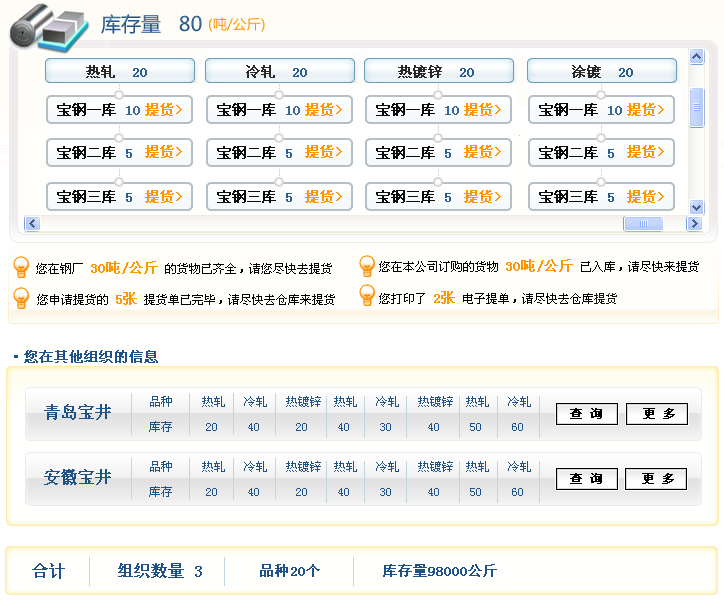 库存量 80 (吨/公斤)
热轧 20 冷轧 20 热镀锌 20 涂镀 20
宝钢一库 10 提货> 宝钢一库 10 提货> 宝钢一库 10 提货> 宝钢一库 10 提货>
宝钢二库 5 提货> 宝钢二库 5 提货> 宝钢二库 5 提货> 宝钢二库 5 提货>
宝钢三库 5 提货> 宝钢三库 5 提货> 宝钢三库 5 提货> 宝钢三库 5 提货>
您在钢厂 30吨/公斤 的货物已齐全，请您尽快去提货 您在本公司订购的货物 30吨/公斤 已入库，请尽快来提货
您申请提货的 5张 提货单已完毕，请尽快去仓库来提货 您打印了 2张 电子提单，请尽快去仓库提货
·您在其他组织的信息
青岛宝井 品种 热轧 冷轧 热镀锌 热轧 冷轧 热镀锌 热轧 冷轧 查询 更多
库存 20 40 20 40 30 40 50 60
安徽宝井 品种 热轧 冷轧 热镀锌 热轧 冷轧 热镀锌 热轧 冷轧 查询 更多
库存 20 40 20 40 30 40 50 60
合计 组织数量 3 品种20个 库存量98000公斤